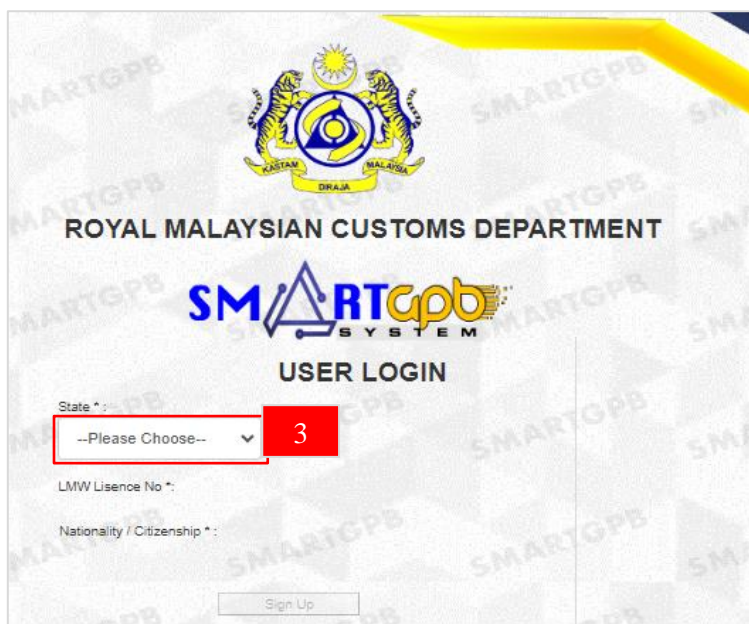 KASTAM DIRAJA MALAYSIA
ROYAL MALAYSIAN CUSTOMS DEPARTMENT
SMARTGPB
SYSTEM
USER LOGIN
State * :
--Please Choose--
3
LMW Lisence No *:
Nationality / Citizenship * :
Sign Up